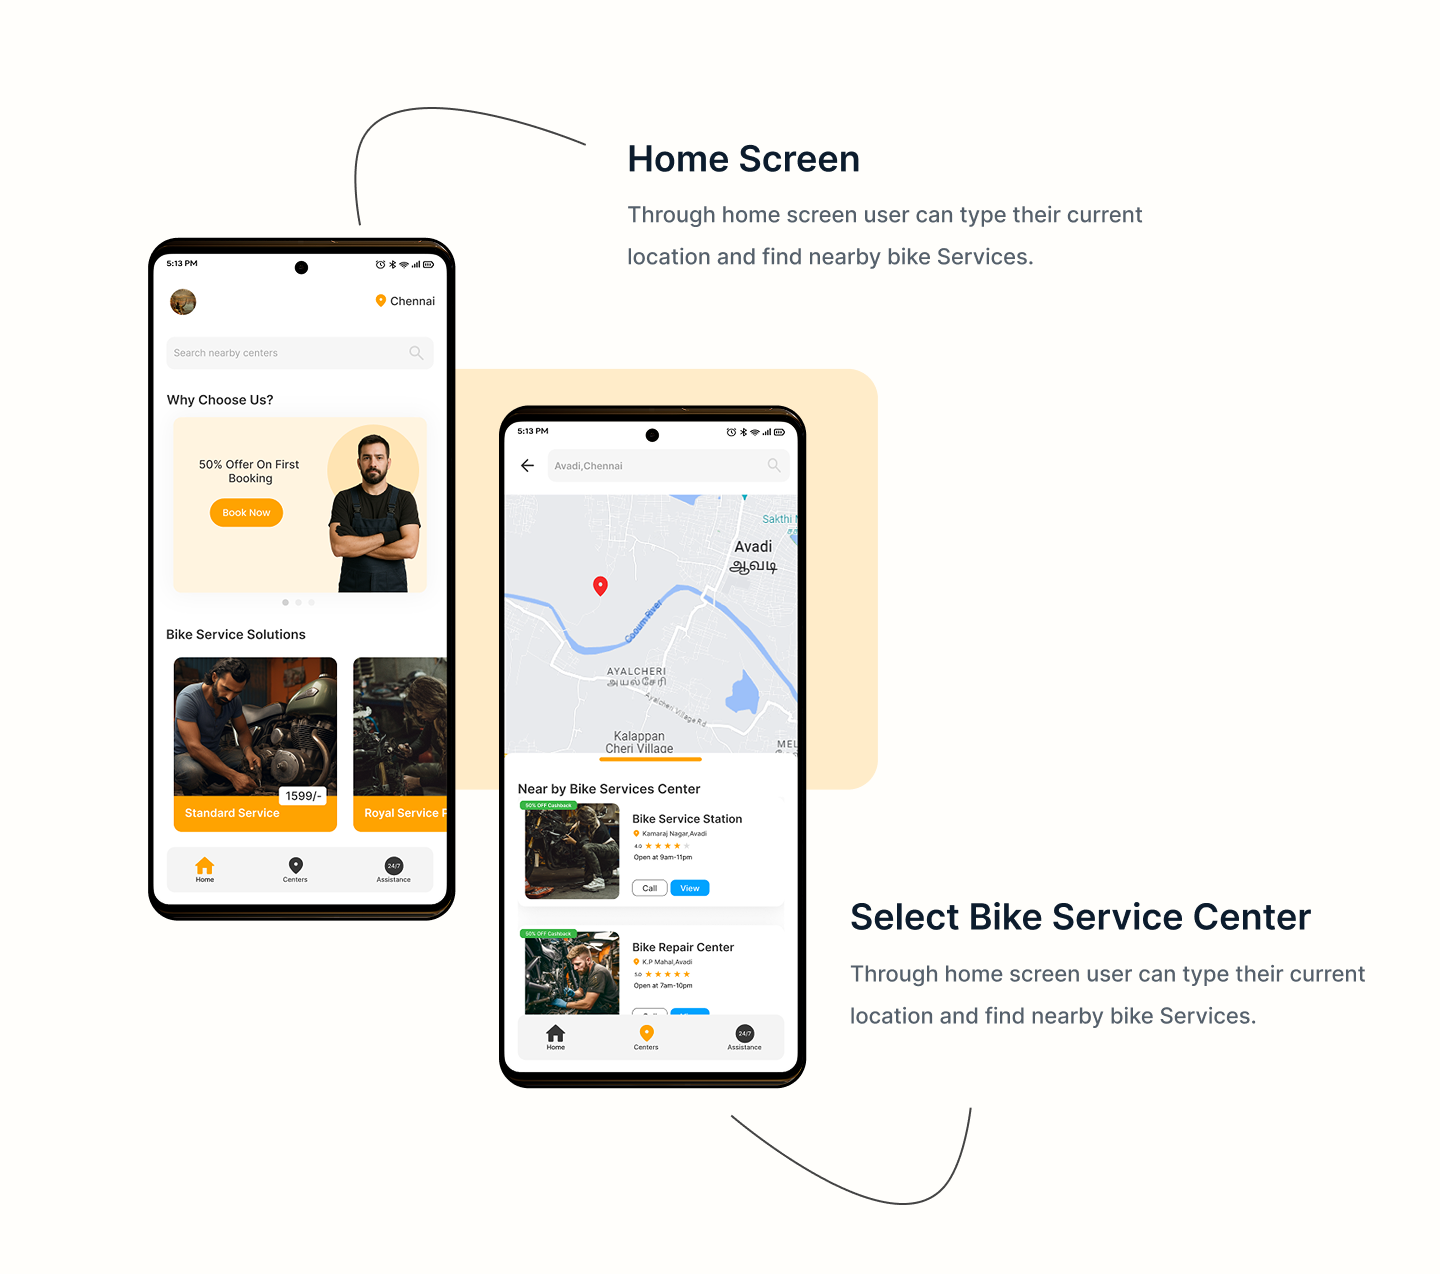 Home Screen
Through home screen user can type their current
location and find nearby bike Services.
5:13 PM
Chennai
Search nearby centers
Why Choose Us?
50% Offer On First
Booking
Book Now
Bike Service Solutions
1599/-
Standard Service
Royal Service
Home
Centers
24/7
Assistance
5:13 PM
Avadi,Chennai
Sakthi
Avadi
ஆவடி
Cooum River
AYALCHERI
அயல்சேரி
Ayalcheri Village Rd
Kalappan
Cheri Village
MEL
Near by Bike Services Center
50% OFF Cashback
Bike Service Station
Kamaraj Nagar,Avadi
4.0
Open at 9am-11pm
Call
View
50% OFF Cashback
Bike Repair Center
K.P Mahal,Avadi
5.0
Open at 7am-10pm
Home
Centers
24/7
Assistance
Select Bike Service Center
Through home screen user can type their current
location and find nearby bike Services.